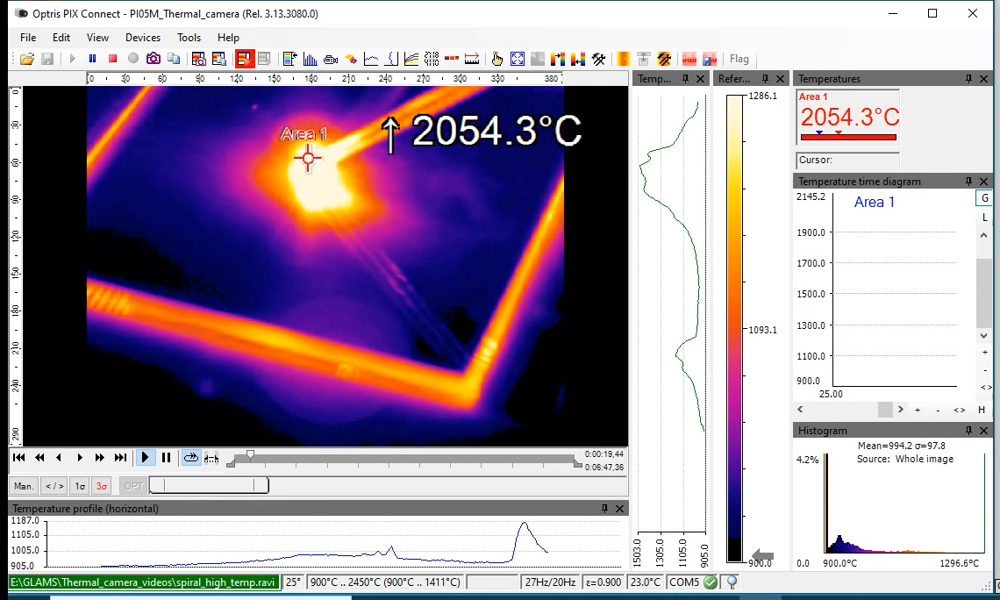 Optris PIX Connect - PI05M_Thermal_camera (Rel. 3.13.3080.0)
File Edit View Devices Tools Help
Flag
0 30 60 90 120 150 180 210 240 270 300 330 380
0 30 60 90 120 150 180 210 240 290
Area 1
↑ 2054.3°C
0:00:19,44
0:06:47,36
Man. < / > 1σ 3σ OPT
Temperature profile (horizontal)
1187.0
1105.0
1005.0
905.0
Temp...
1503.0 1305.0 1105.0 905.0
Refer...
1286.1
1093.1
900.0
Temperatures
Area 1
2054.3°C
Cursor:
Temperature time diagram
2145.2
1900.0
1700.0
1500.0
1300.0
1100.0
900.0
Area 1
25.00
G
L
+
-
<>
< > + - <> H
Histogram
Mean=994.2 σ=97.8
Source: Whole image
4.2%
0.0 900.0°C 1296.6°C
E:\GLAMS\Thermal_camera_videos\spiral_high_temp.ravi 25° 900°C .. 2450°C (900°C .. 1411°C) 27Hz/20Hz ε=0.900 23.0°C COM5